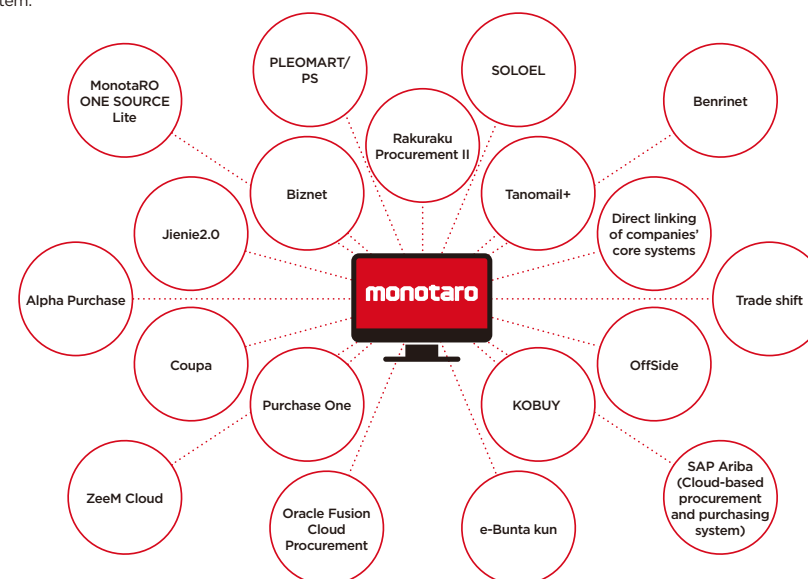 tem.
PLEOMART/
PS
SOLOEL
MonotaRO
ONE SOURCE
Lite
Benrinet
Rakuraku
Procurement II
Biznet
Tanomail+
Jienie2.0
Direct linking
of companies'
core systems
monotaro
Alpha Purchase
Trade shift
Coupa
OffSide
Purchase One
KOBUY
ZeeM Cloud
Oracle Fusion
Cloud
Procurement
e-Bunta kun
SAP Ariba
(Cloud-based
procurement
and purchasing
system)